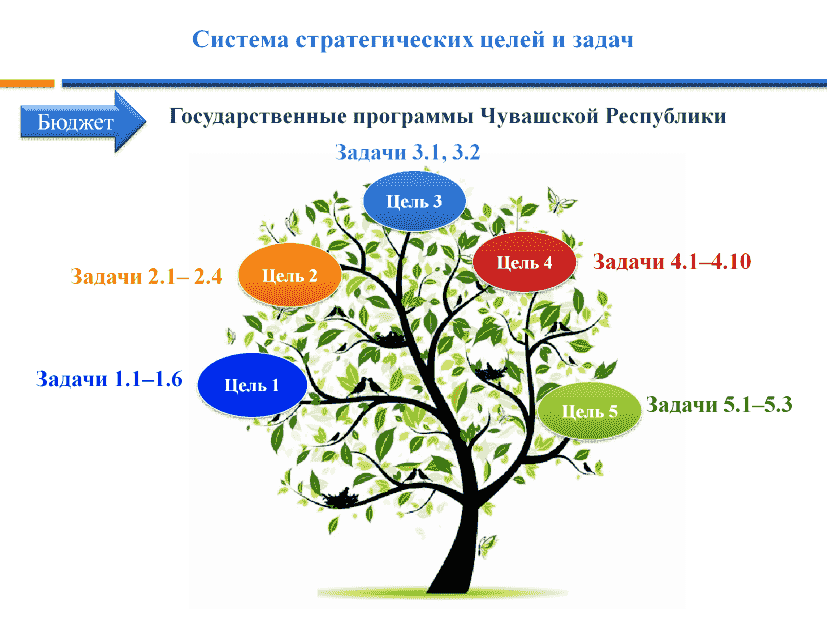 Система стратегических целей и задач
Бюджет
Государственные программы Чувашской Республики
Задачи 3.1, 3.2
Цель 3
Цель 4
Задачи 4.1–4.10
Задачи 2.1– 2.4
Цель 2
Задачи 1.1–1.6
Цель 1
Цель 5
Задачи 5.1–5.3